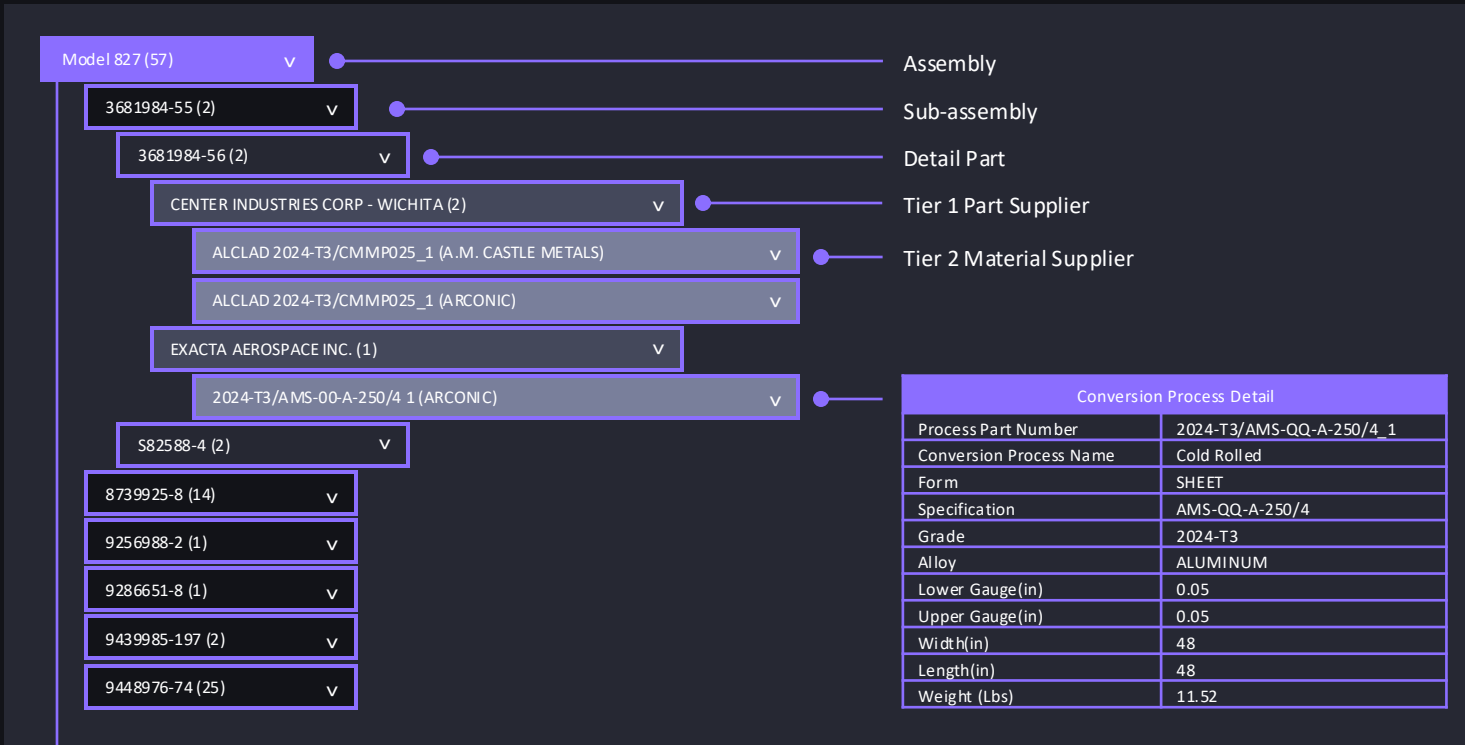 Model 827 (57)
Assembly
3681984-55 (2)
Sub-assembly
3681984-56 (2)
Detail Part
CENTER INDUSTRIES CORP - WICHITA (2)
Tier 1 Part Supplier
ALCLAD 2024-T3/CMMP025_1 (A.M. CASTLE METALS)
Tier 2 Material Supplier
ALCLAD 2024-T3/CMMP025_1 (ARCONIC)
EXACTA AEROSPACE INC. (1)
2024-T3/AMS-00-A-250/4 1 (ARCONIC)
S82588-4 (2)
8739925-8 (14)
9256988-2 (1)
9286651-8 (1)
9439985-197 (2)
9448976-74 (25)
Conversion Process Detail
Process Part Number 2024-T3/AMS-QQ-A-250/4_1
Conversion Process Name Cold Rolled
Form SHEET
Specification AMS-QQ-A-250/4
Grade 2024-T3
Alloy ALUMINUM
Lower Gauge(in) 0.05
Upper Gauge(in) 0.05
Width(in) 48
Length(in) 48
Weight (Lbs) 11.52